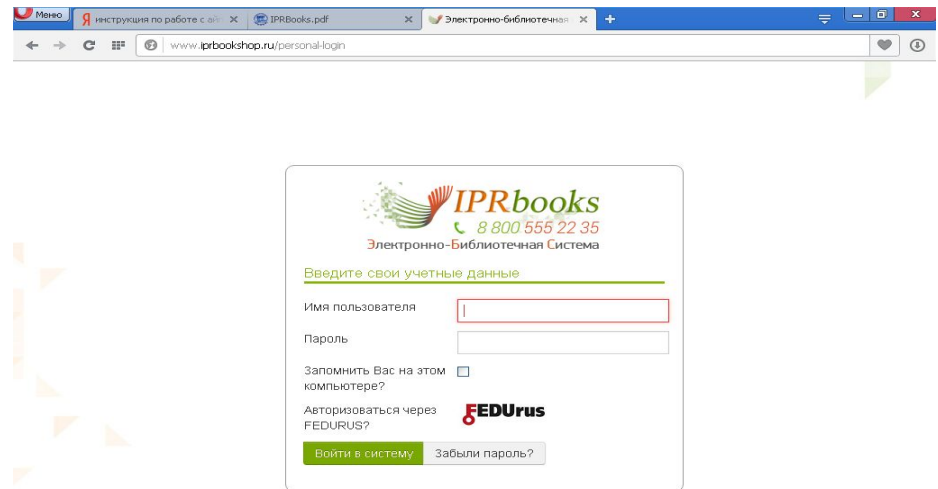 Меню
инструкция по работе с ай
IPRBooks.pdf
Электронно-библиотечная
www.iprbookshop.ru/personal-login
IPRbooks
8 800 555 22 35
Электронно-Библиотечная Система
Введите свои учетные данные
Имя пользователя
Пароль
Запомнить Вас на этом
компьютере?
Авторизоваться через
FEDURUS?
FEDUrus
Войти в систему
Забыли пароль?